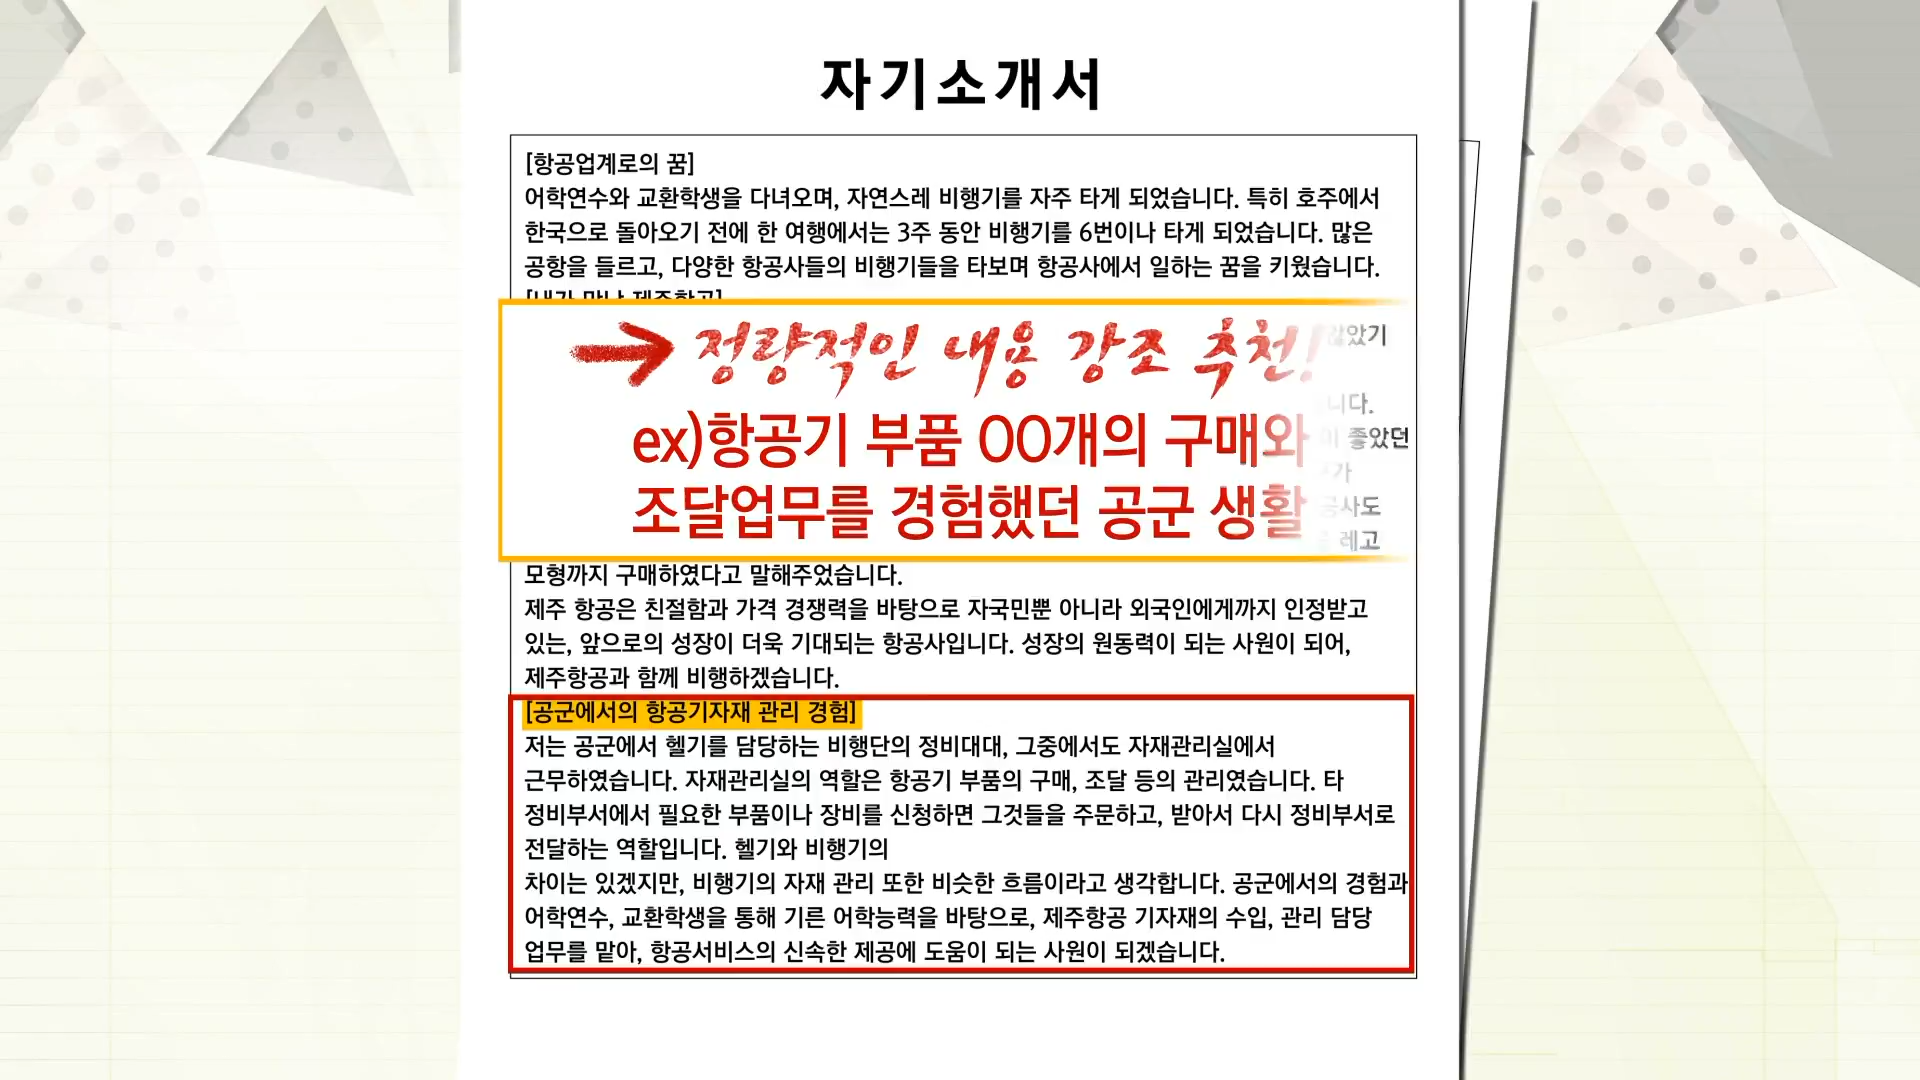 자기소개서
[항공업계로의 꿈]
어학연수와 교환학생을 다녀오며, 자연스레 비행기를 자주 타게 되었습니다. 특히 호주에서
한국으로 돌아오기 전에 한 여행에서는 3주 동안 비행기를 6번이나 타게 되었습니다. 많은
공항을 들르고, 다양한 항공사들의 비행기들을 타보며 항공사에서 일하는 꿈을 키웠습니다.
[내가 만난 제주항공]
정량적인 내용 강조 추천!
ex)항공기 부품 OO개의 구매와
좋았던
조달업무를 경험했던 공군 생활
레고
모형까지 구매하였다고 말해주었습니다.
제주 항공은 친절함과 가격 경쟁력을 바탕으로 자국민뿐 아니라 외국인에게까지 인정받고
있는, 앞으로의 성장이 더욱 기대되는 항공사입니다. 성장의 원동력이 되는 사원이 되어,
제주항공과 함께 비행하겠습니다.
[공군에서의 항공기자재 관리 경험]
저는 공군에서 헬기를 담당하는 비행단의 정비대대, 그중에서도 자재관리실에서
근무하였습니다. 자재관리실의 역할은 항공기 부품의 구매, 조달 등의 관리였습니다. 타
정비부서에서 필요한 부품이나 장비를 신청하면 그것들을 주문하고, 받아서 다시 정비부서로
전달하는 역할입니다. 헬기와 비행기의
차이는 있겠지만, 비행기의 자재 관리 또한 비슷한 흐름이라고 생각합니다. 공군에서의 경험과
어학연수, 교환학생을 통해 기른 어학능력을 바탕으로, 제주항공 기자재의 수입, 관리 담당
업무를 맡아, 항공서비스의 신속한 제공에 도움이 되는 사원이 되겠습니다.